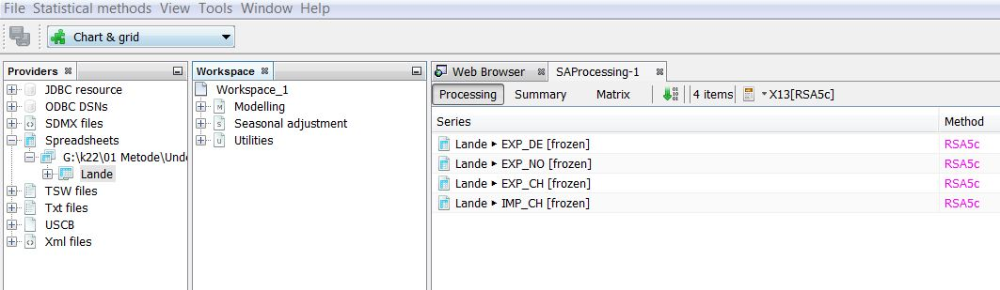 File Statistical methods View Tools Window Help
Chart & grid
Providers
JDBC resource
ODBC DSNs
SDMX files
Spreadsheets
G:\k22\01 Metode\Unde
Lande
TSW files
Txt files
USCB
Xml files
Workspace
Workspace_1
Modelling
Seasonal adjustment
Utilities
Web Browser SAProcessing-1
Processing Summary Matrix 4 items X13[RSA5c]
Series Method
Lande ▸ EXP_DE [frozen] RSA5c
Lande ▸ EXP_NO [frozen] RSA5c
Lande ▸ EXP_CH [frozen] RSA5c
Lande ▸ IMP_CH [frozen] RSA5c